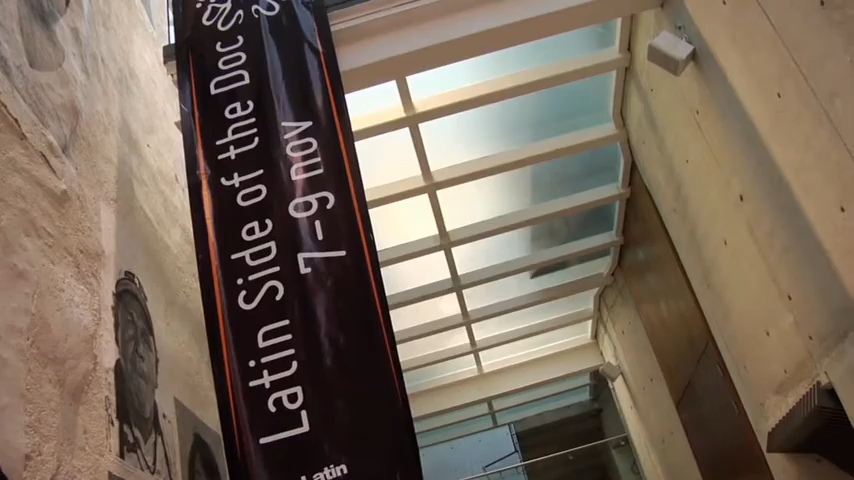 Latin Side of the Doc
7–9 nov
Latin